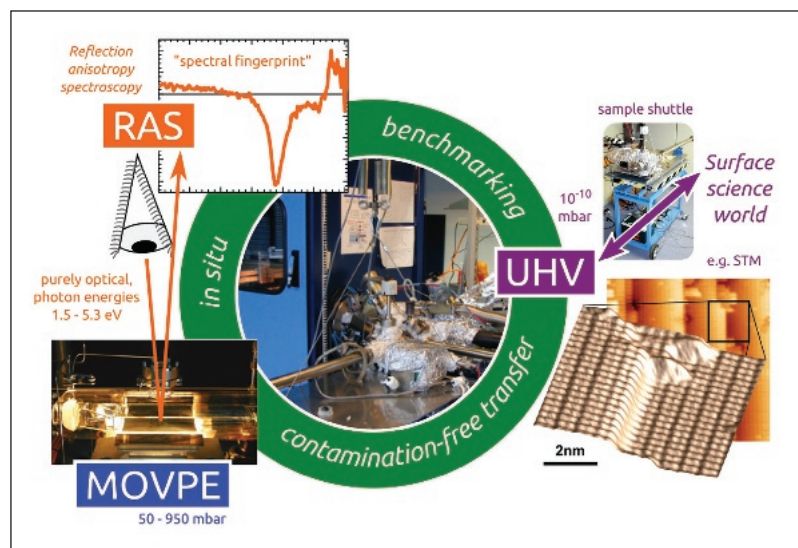 Reflection
anisotropy
spectroscopy
"spectral fingerprint"
RAS
benchmarking
sample shuttle
Surface
science
world
10⁻¹⁰
mbar
UHV
e.g. STM
in situ
purely optical,
photon energies
1.5 - 5.3 eV
contamination-free transfer
2nm
MOVPE
50 - 950 mbar